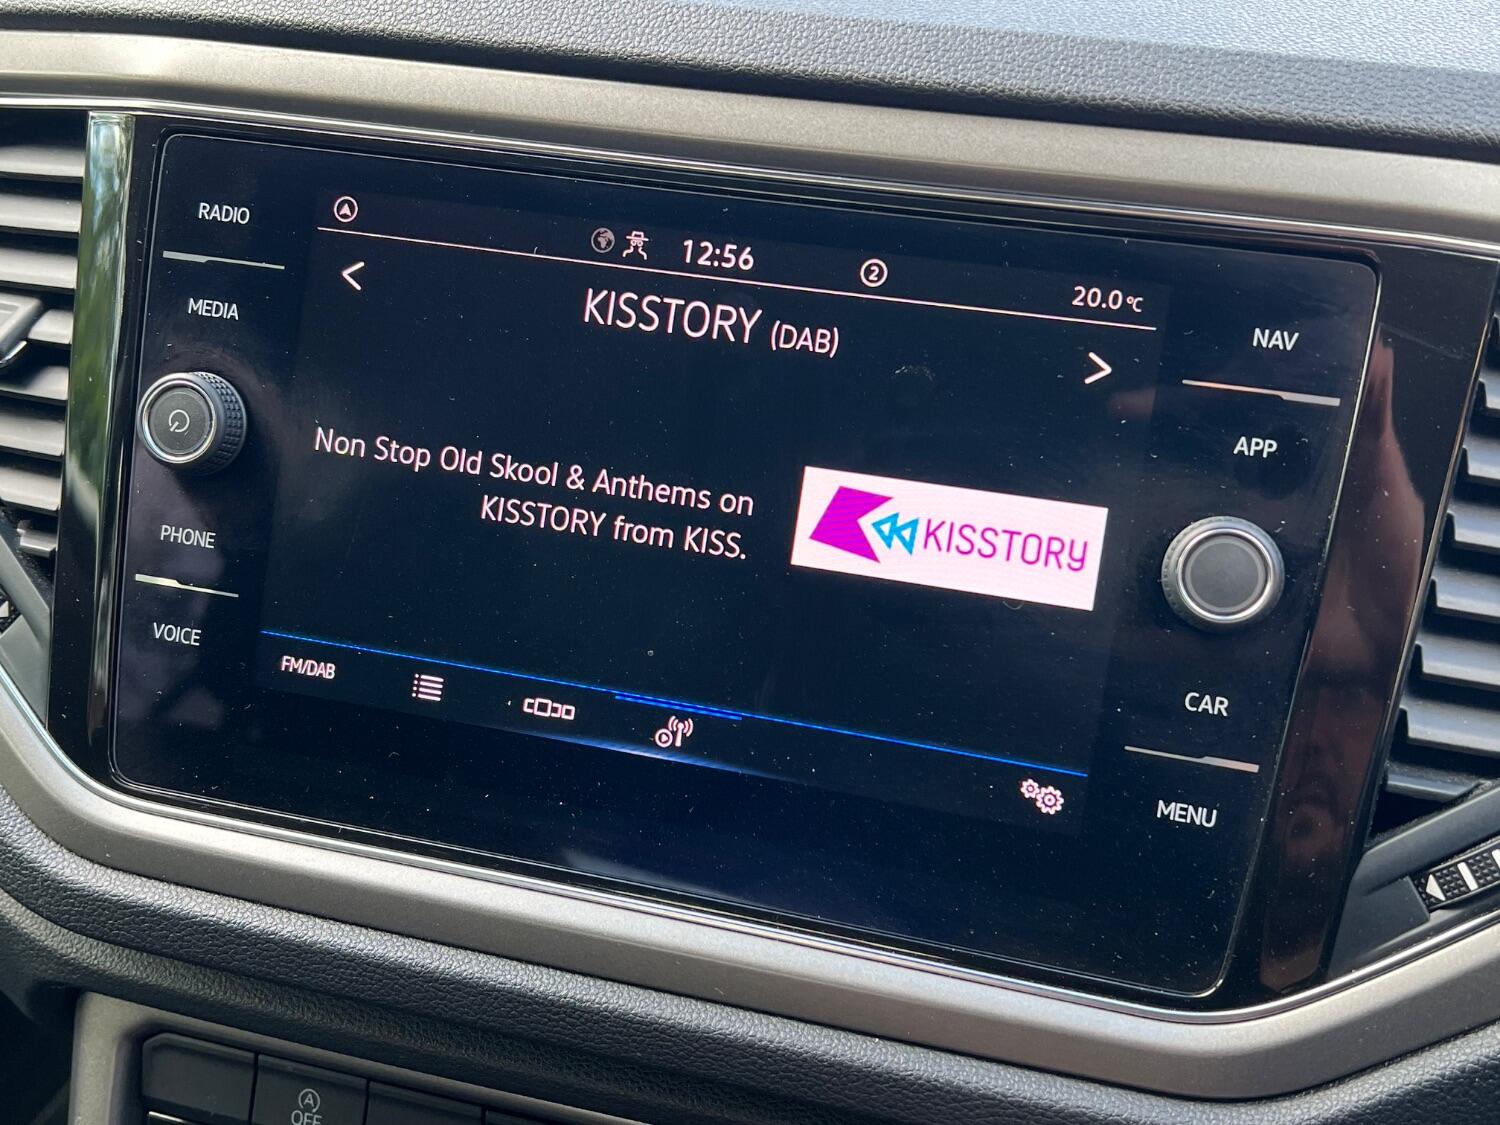 RADIO
MEDIA
PHONE
VOICE
12:56
2
20.0°C
<
KISSTORY (DAB)
>
Non Stop Old Skool & Anthems on
KISSTORY from KISS.
KISSTORY
FM/DAB
NAV
APP
CAR
MENU
A
OFF